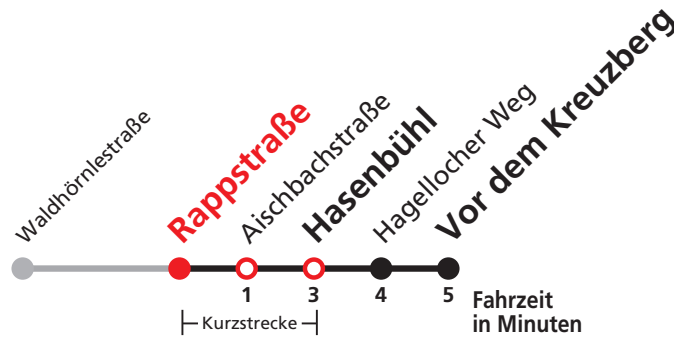 Waldhörnlestraße
Rappstraße
Aischbachstraße
Hasenbühl
Hagellocher Weg
Vor dem Kreuzberg
1 3 4 5 Fahrzeit
in Minuten
Kurzstrecke